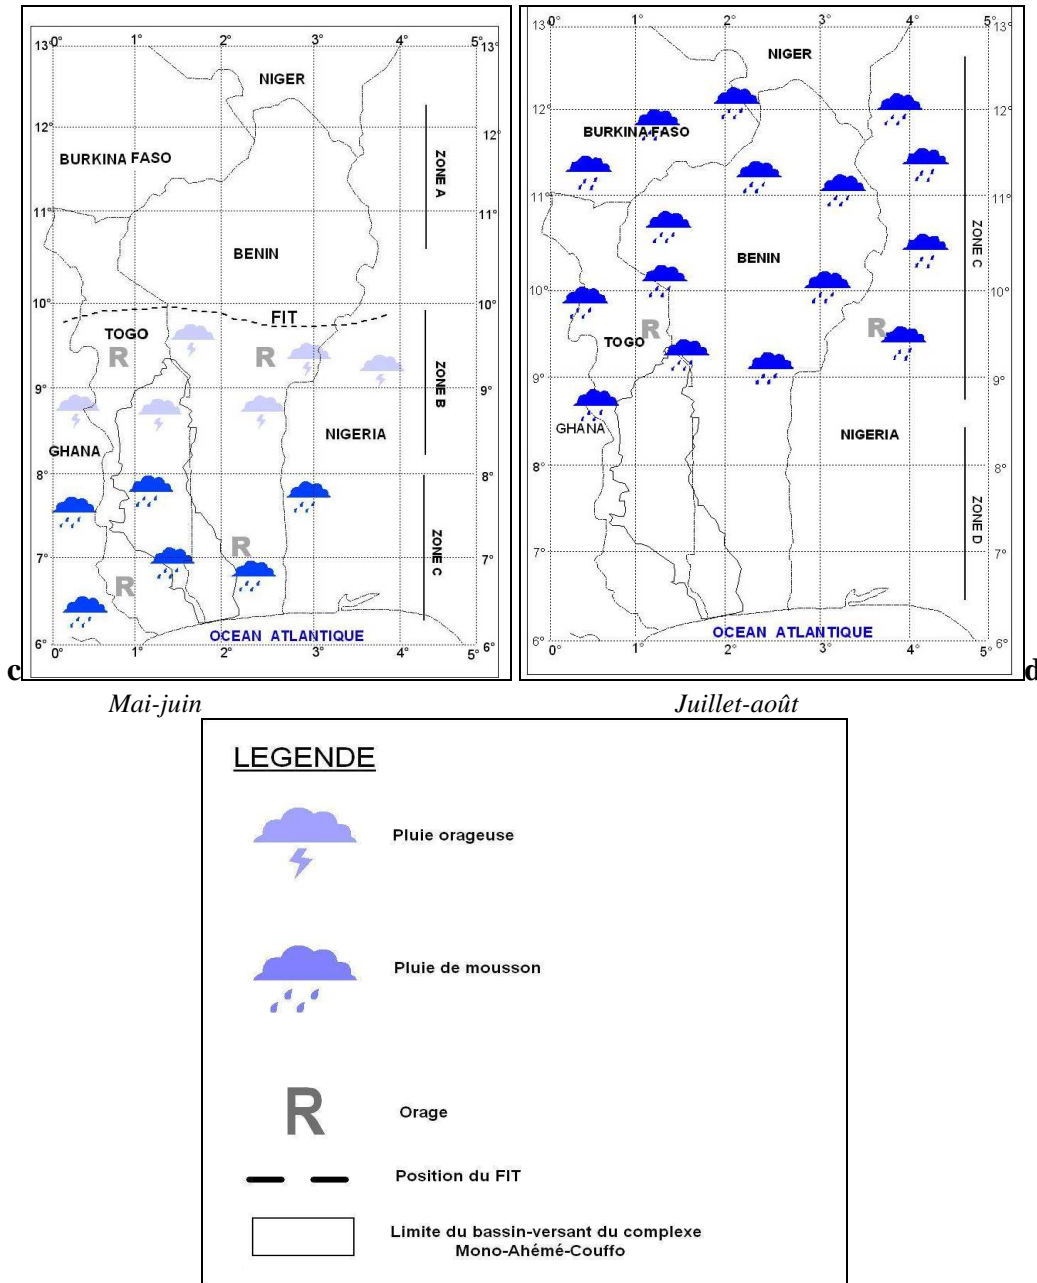 0° 1° 2° 3° 4° 5°
13° 13°
NIGER
12° 12°
BURKINA FASO
ZONE A
11° 11°
BENIN
10° 10°
FIT
TOGO
R R
9° 9°
ZONE B
NIGERIA
GHANA
8° 8°
R
7° 7°
ZONE C
R
6° 6°
OCEAN ATLANTIQUE
0° 1° 2° 3° 4° 5°
c
Mai-juin
0° 1° 2° 3° 4° 5°
13° 13°
NIGER
12° 12°
BURKINA FASO
11° 11°
ZONE C
BENIN
10° 10°
R R
TOGO
9° 9°
GHANA
NIGERIA
8° 8°
ZONE D
7° 7°
6° 6°
OCEAN ATLANTIQUE
0° 1° 2° 3° 4° 5°
d
Juillet-août
LEGENDE
Pluie orageuse
Pluie de mousson
R Orage
Position du FIT
Limite du bassin-versant du complexe
Mono-Ahémé-Couffo